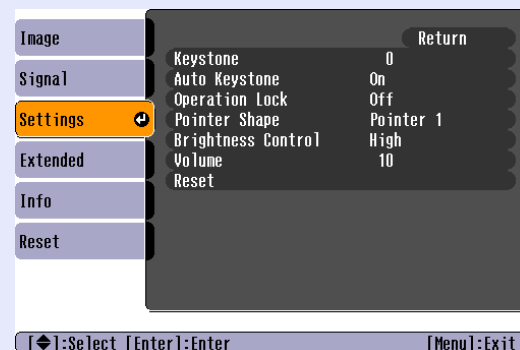 Image
Signal
Settings
Extended
Info
Reset
Return
Keystone 0
Auto Keystone On
Operation Lock Off
Pointer Shape Pointer 1
Brightness Control High
Volume 10
Reset
[◆]:Select [Enter]:Enter [Menu]:Exit